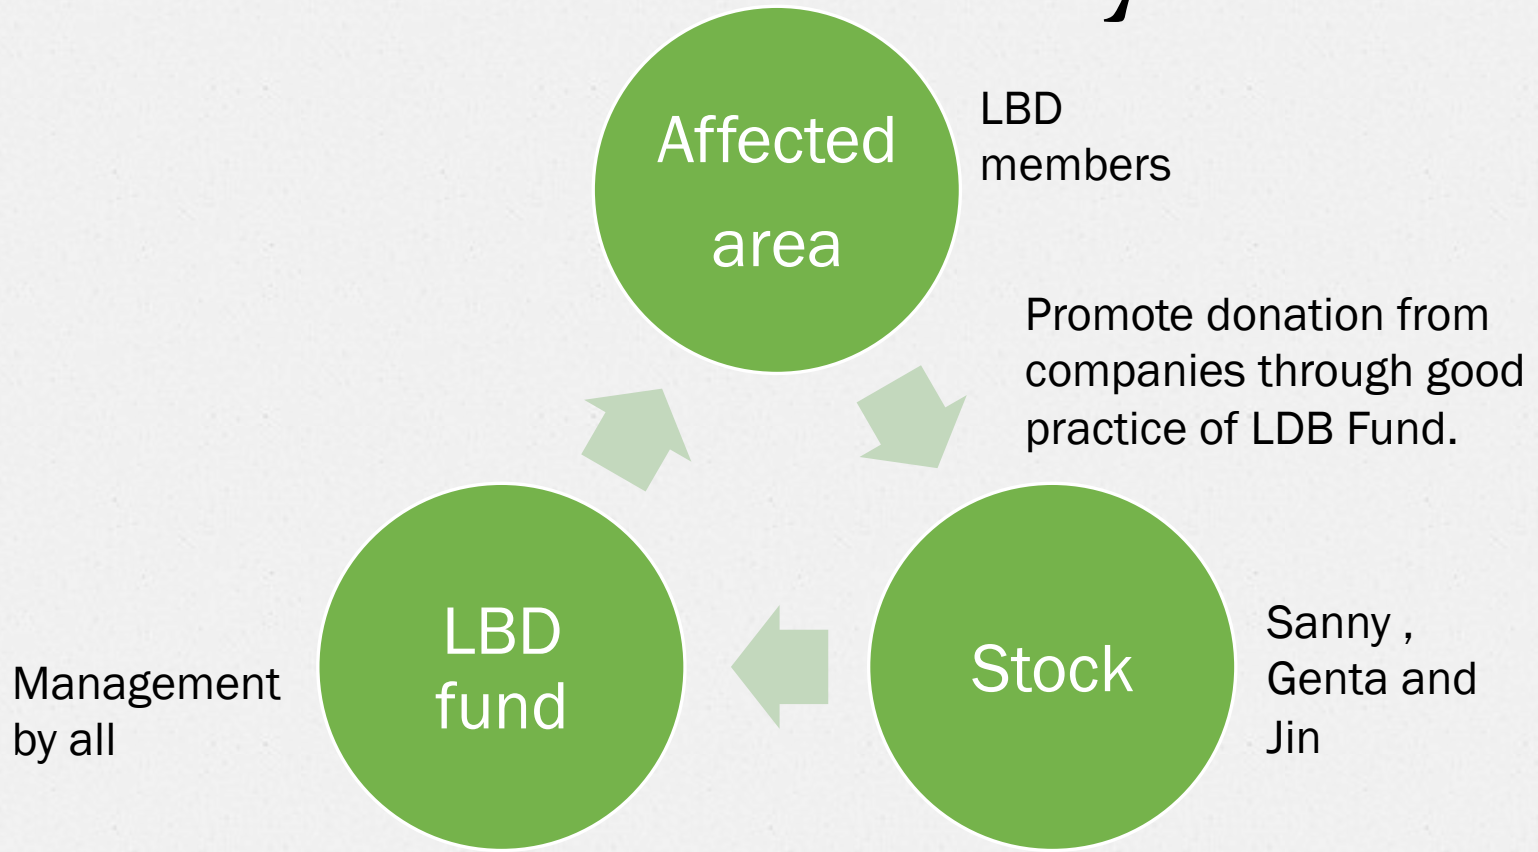 Affected
area
LBD
members
Promote donation from
companies through good
practice of LDB Fund.
LBD
fund
Stock
Management
by all
Sanny ,
Genta and
Jin